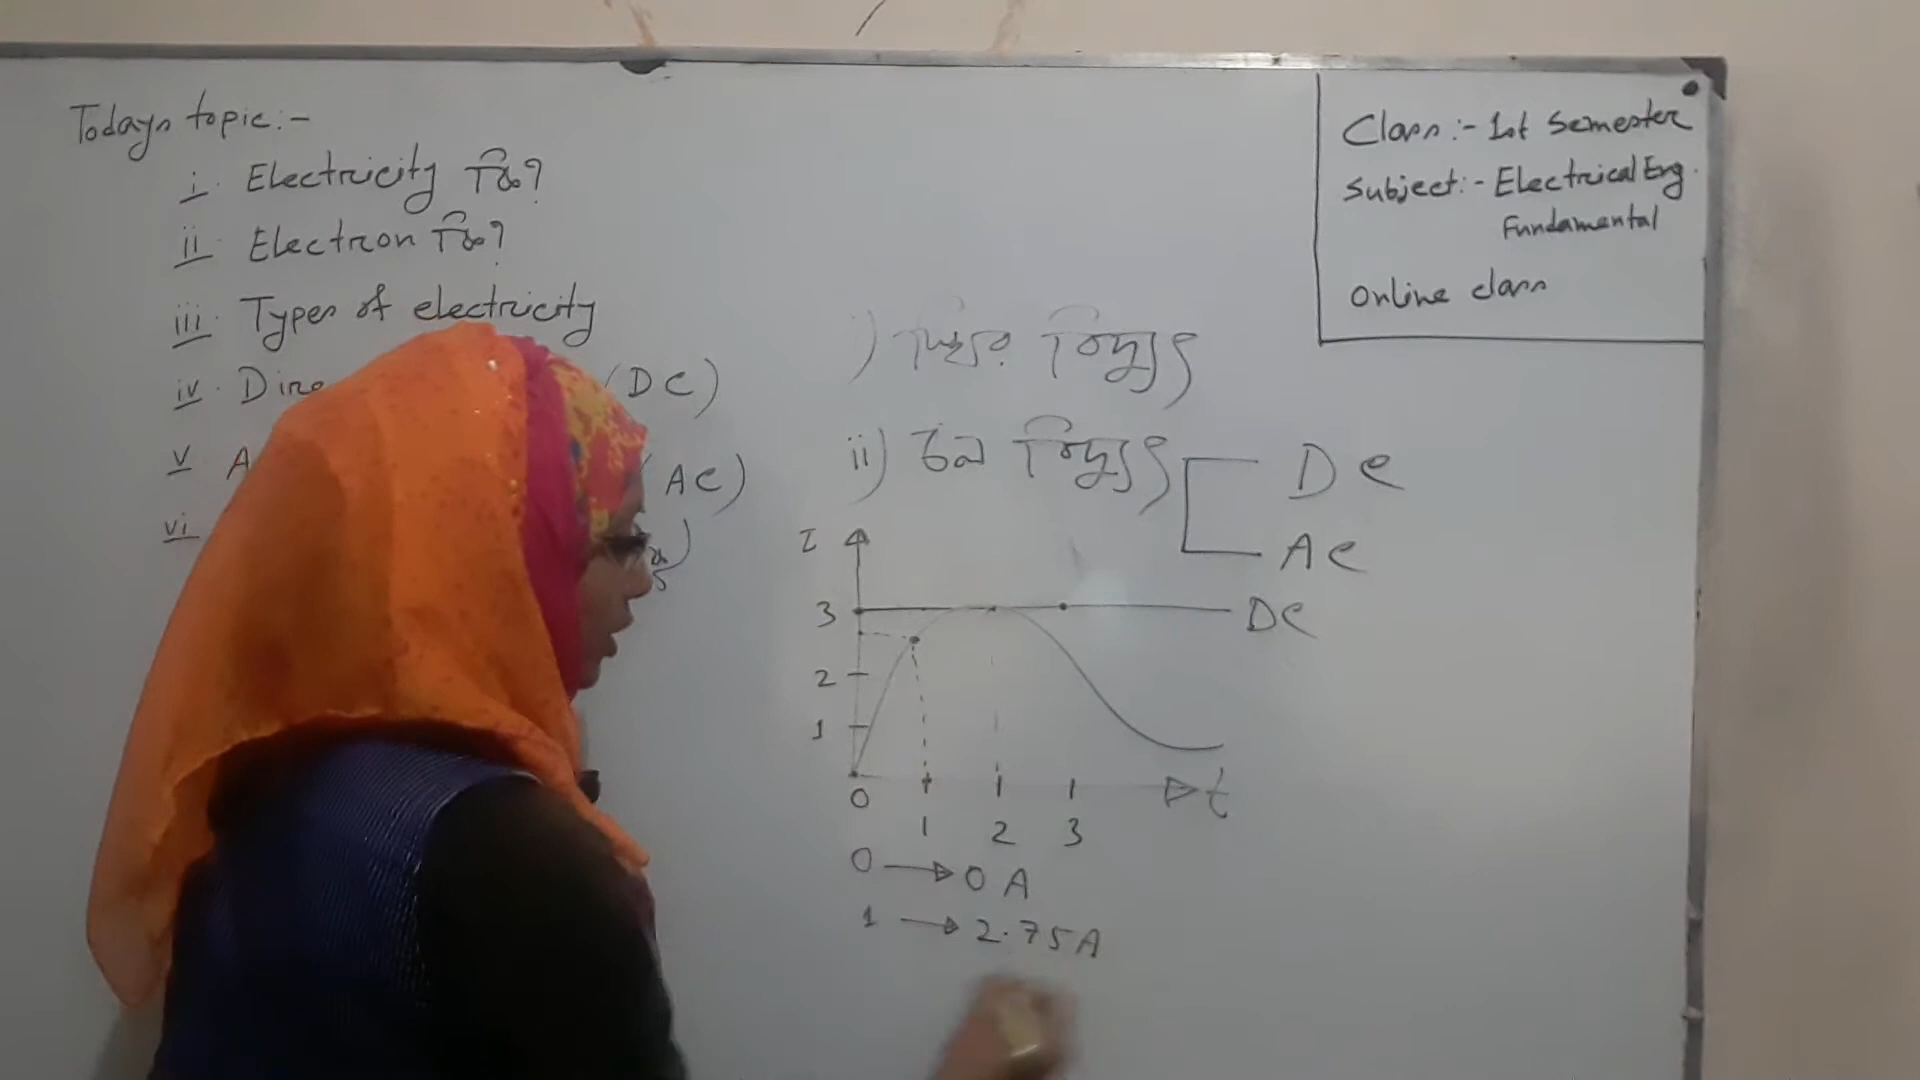 Todays topic:-
i. Electricity কি?
ii. Electron কি?
iii. Types of electricity
iv. Dire (DC)
v A (AC)
vi
Class:- 1st Semester
Subject:- Electrical Eng.
Fundamental
Online class
i) স্থির বিদ্যুৎ
ii) চল বিদ্যুৎ
DC
AC
I
3
DC
2
1
0
t
1 2 3
0 → 0 A
1 → 2.75A